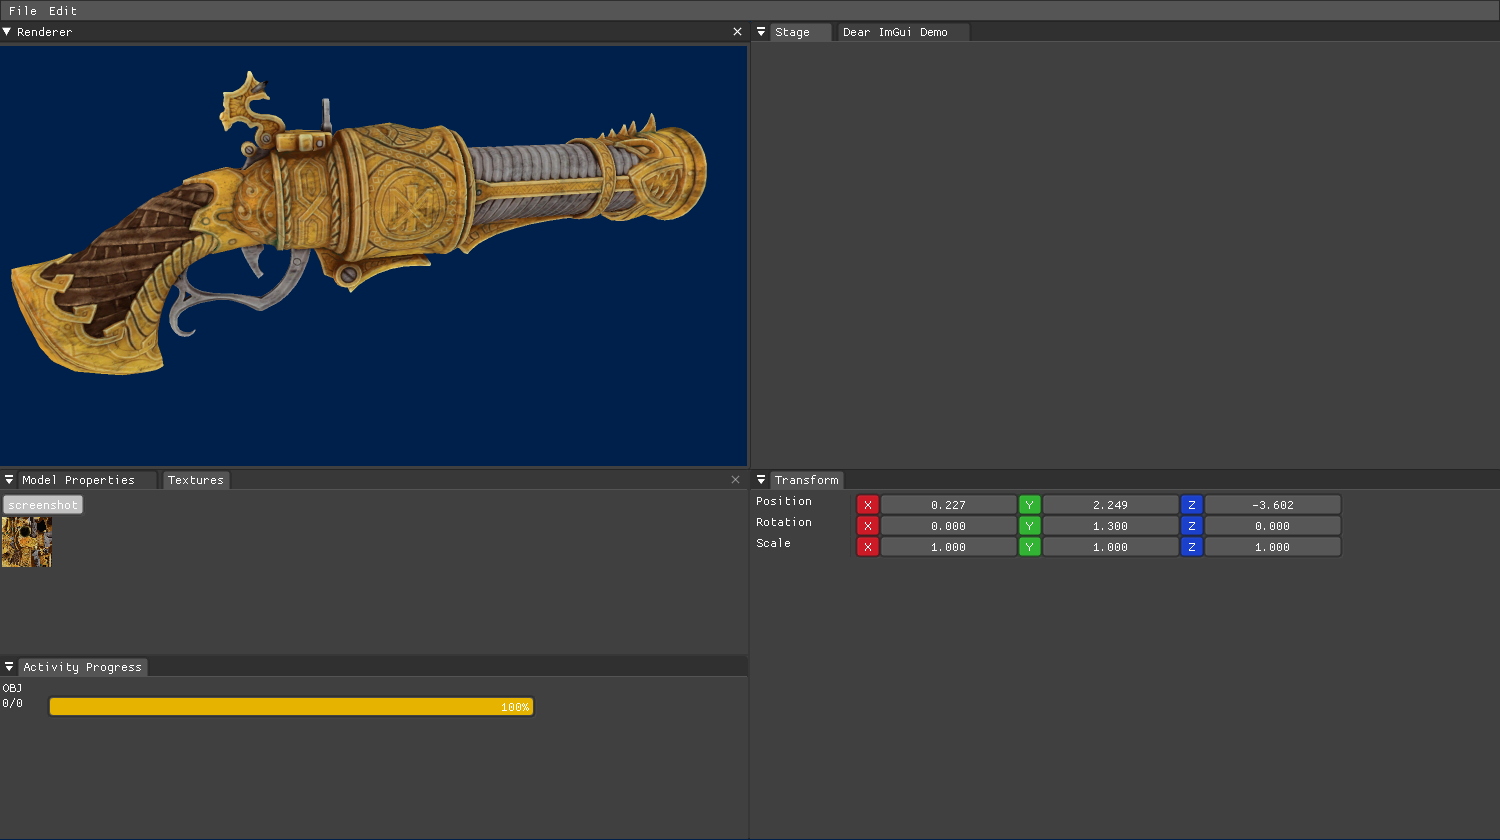 File Edit
Renderer
Stage Dear ImGui Demo
Model Properties Textures
screenshot
Activity Progress
OBJ
0/0 100%
Transform
Position X 0.227 Y 2.249 Z -3.602
Rotation X 0.000 Y 1.300 Z 0.000
Scale X 1.000 Y 1.000 Z 1.000